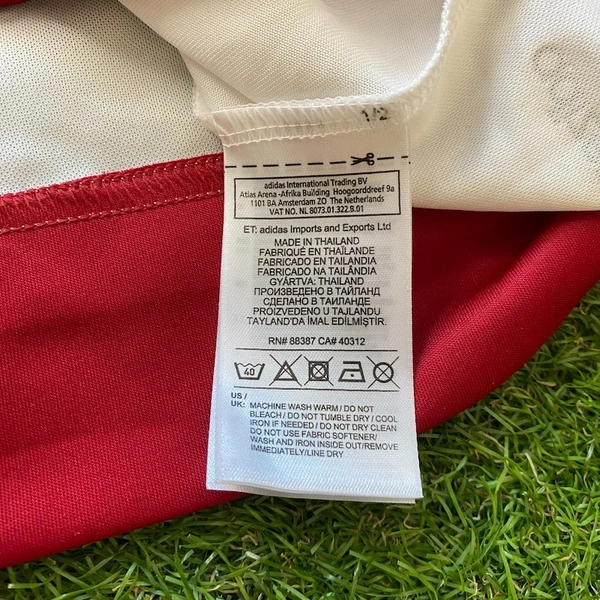 1/2
adidas International Trading BV
Atlas Arena -Afrika Building Hoogoorddreef 9a
1101 BA Amsterdam ZO The Netherlands
VAT NO. NL 8073.01.322.B.01
ET: adidas Imports and Exports Ltd
MADE IN THAILAND
FABRIQUÉ EN THAÏLANDE
FABRICADO EN TAILANDIA
FABRICADO NA TAILÂNDIA
GYÁRTVA: THAILAND
ПРОИЗВЕДЕНО В ТАЙЛАНД
СДЕЛАНО В ТАИЛАНДЕ
PROIZVEDENO U TAJLANDU
TAYLAND'DA İMAL EDİLMİŞTİR.
RN# 88387 CA# 40312
40
US /
UK: MACHINE WASH WARM / DO NOT
BLEACH / DO NOT TUMBLE DRY / COOL
IRON IF NEEDED / DO NOT DRY CLEAN
DO NOT USE FABRIC SOFTENER/
WASH AND IRON INSIDE OUT/REMOVE
IMMEDIATELY/LINE DRY